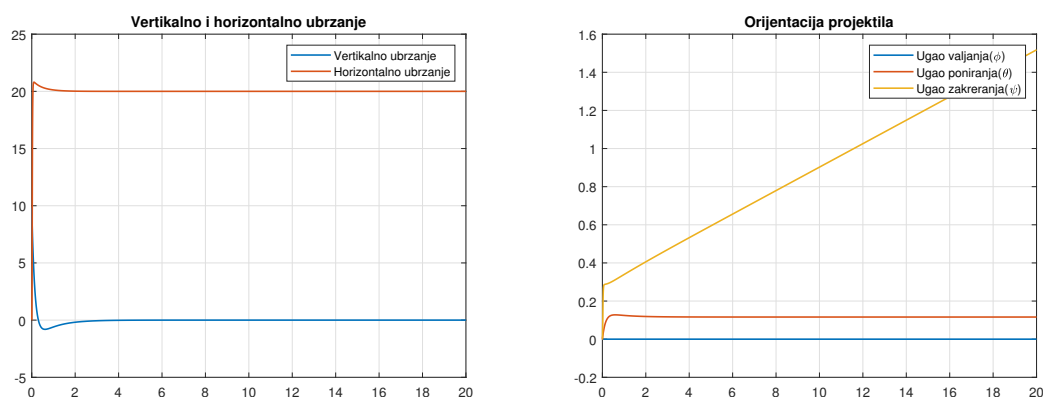 Vertikalno i horizontalno ubrzanje
25
20
15
10
5
0
-5
0 2 4 6 8 10 12 14 16 18 20
Vertikalno ubrzanje
Horizontalno ubrzanje
Orijentacija projektila
1.6
1.4
1.2
1
0.8
0.6
0.4
0.2
0
-0.2
0 2 4 6 8 10 12 14 16 18 20
Ugao valjanja(ϕ)
Ugao poniranja(θ)
Ugao zakreranja(ψ)